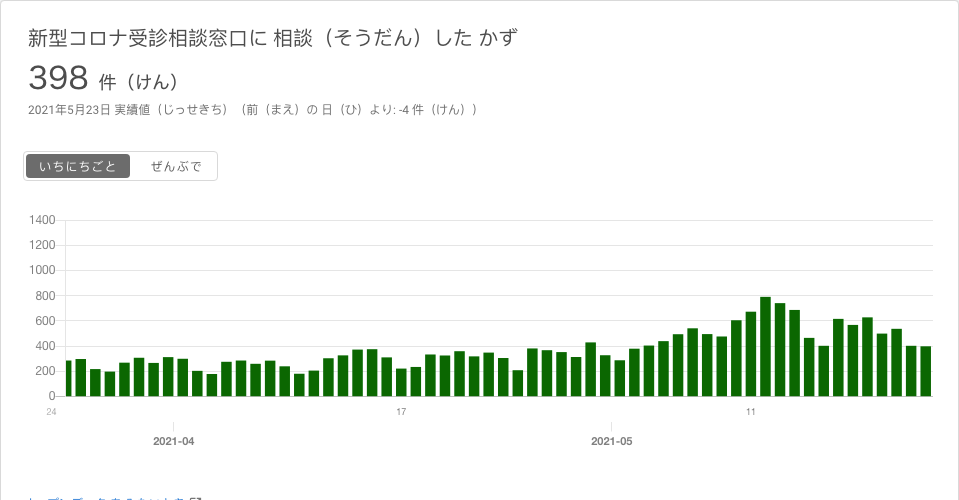 新型コロナ受診相談窓口に 相談（そうだん）した かず
398 件（けん）
2021年5月23日 実績値（じっせきち）（前（まえ）の 日（ひ）より: -4 件（けん））
いちにちごと ぜんぶで
1400
1200
1000
800
600
400
200
0
24 17 11
2021-04 2021-05